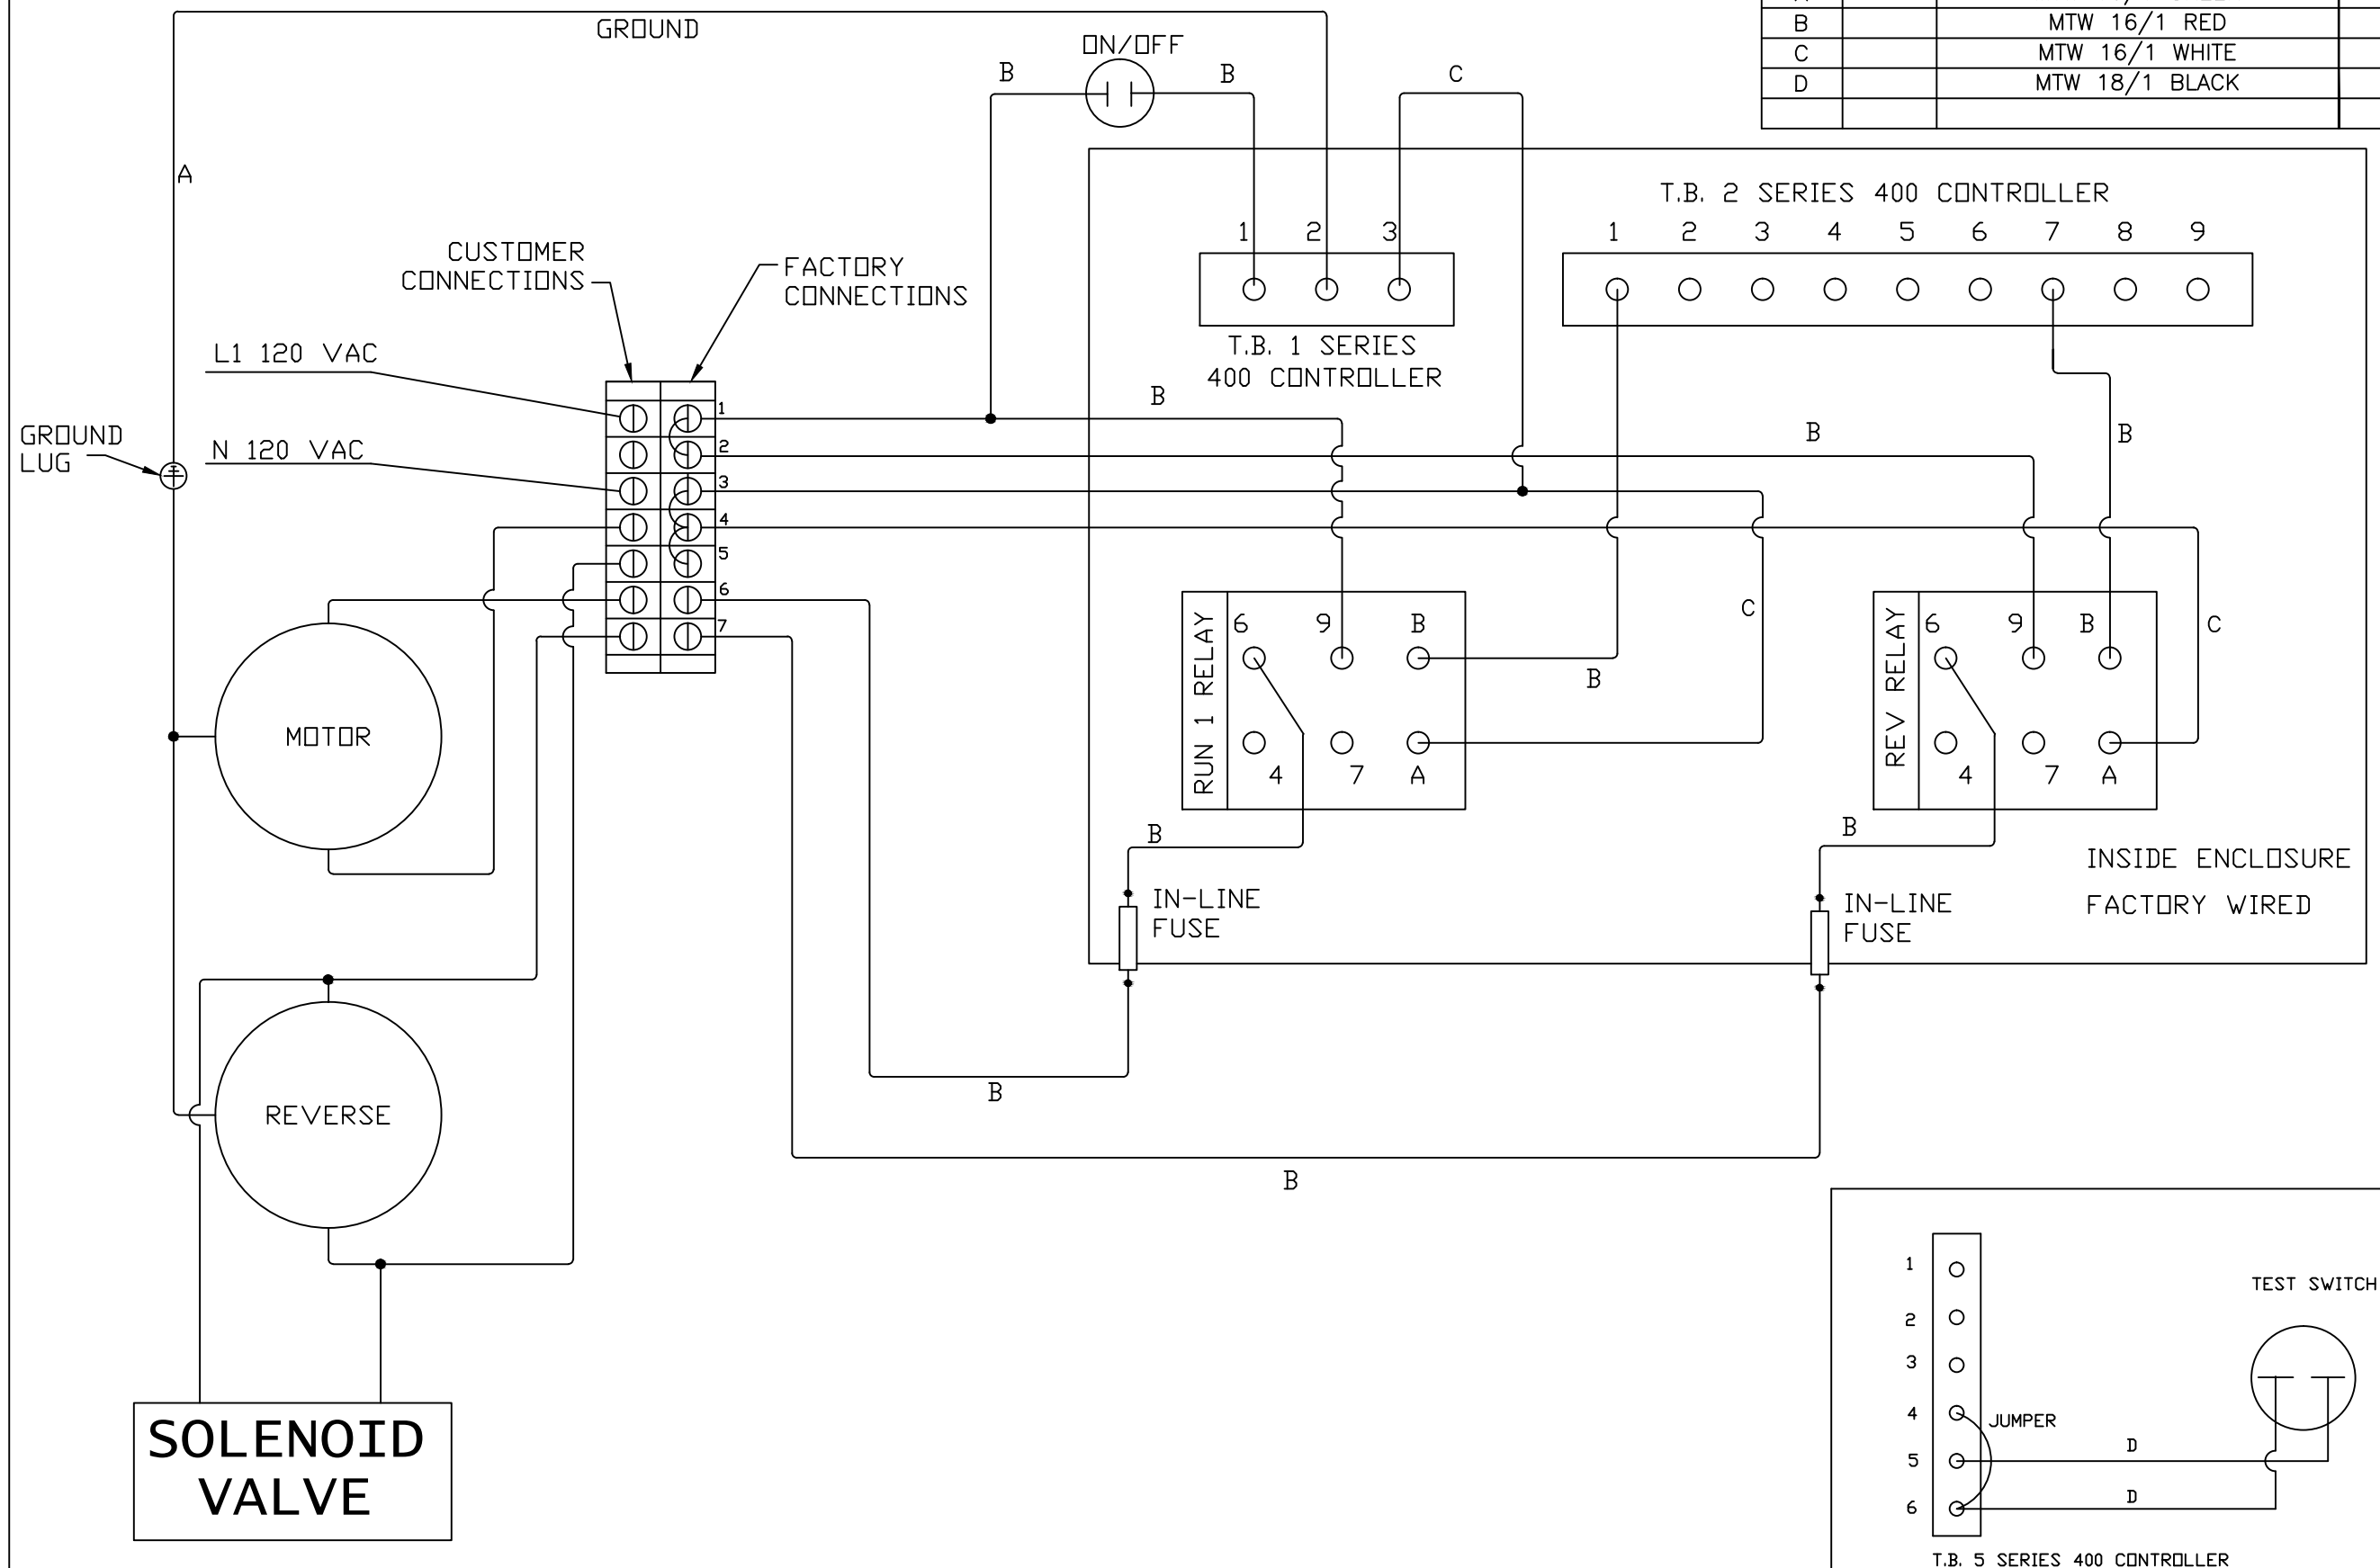 GROUND
A
B
MTW 16/1 RED
C
MTW 16/1 WHITE
D
MTW 18/1 BLACK
ON/OFF
B
B
C
T.B. 2 SERIES 400 CONTROLLER
1 2 3 4 5 6 7 8 9
1 2 3
T.B. 1 SERIES
400 CONTROLLER
CUSTOMER
CONNECTIONS
FACTORY
CONNECTIONS
L1 120 VAC
N 120 VAC
GROUND
LUG
1
2
3
4
5
6
7
B
B
B
RUN 1 RELAY
6 9 B
4 7 A
B
C
REV RELAY
6 9 B
4 7 A
C
MOTOR
B
IN-LINE
FUSE
B
IN-LINE
FUSE
INSIDE ENCLOSURE
FACTORY WIRED
B
B
REVERSE
SOLENOID
VALVE
1
2
3
4
5
6
TEST SWITCH
JUMPER
D
D
T.B. 5 SERIES 400 CONTROLLER